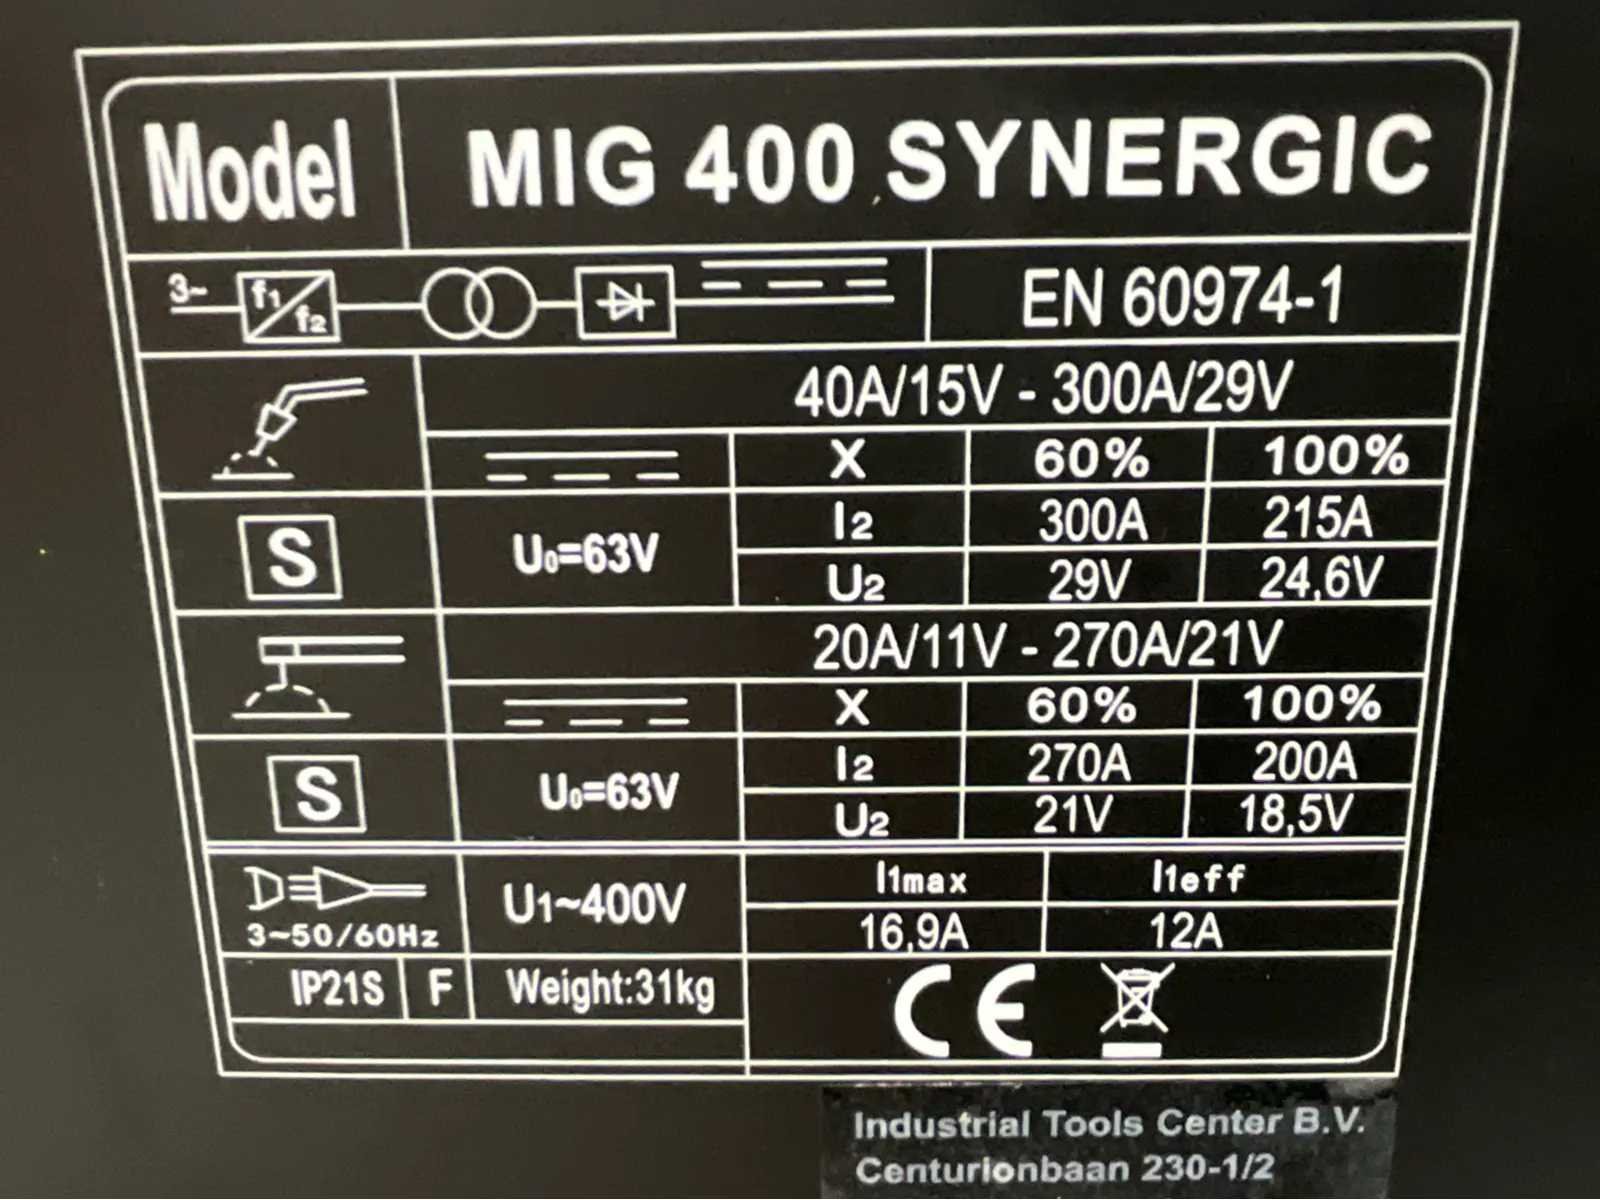 Model MIG 400 SYNERGIC
3~ f1 f2 EN 60974-1
40A/15V - 300A/29V
X 60% 100%
S U0=63V I2 300A 215A
U2 29V 24,6V
20A/11V - 270A/21V
X 60% 100%
S U0=63V I2 270A 200A
U2 21V 18,5V
3~50/60Hz U1~400V I1max I1eff
16,9A 12A
IP21S F Weight:31kg CE
Industrial Tools Center B.V.
Centurionbaan 230-1/2